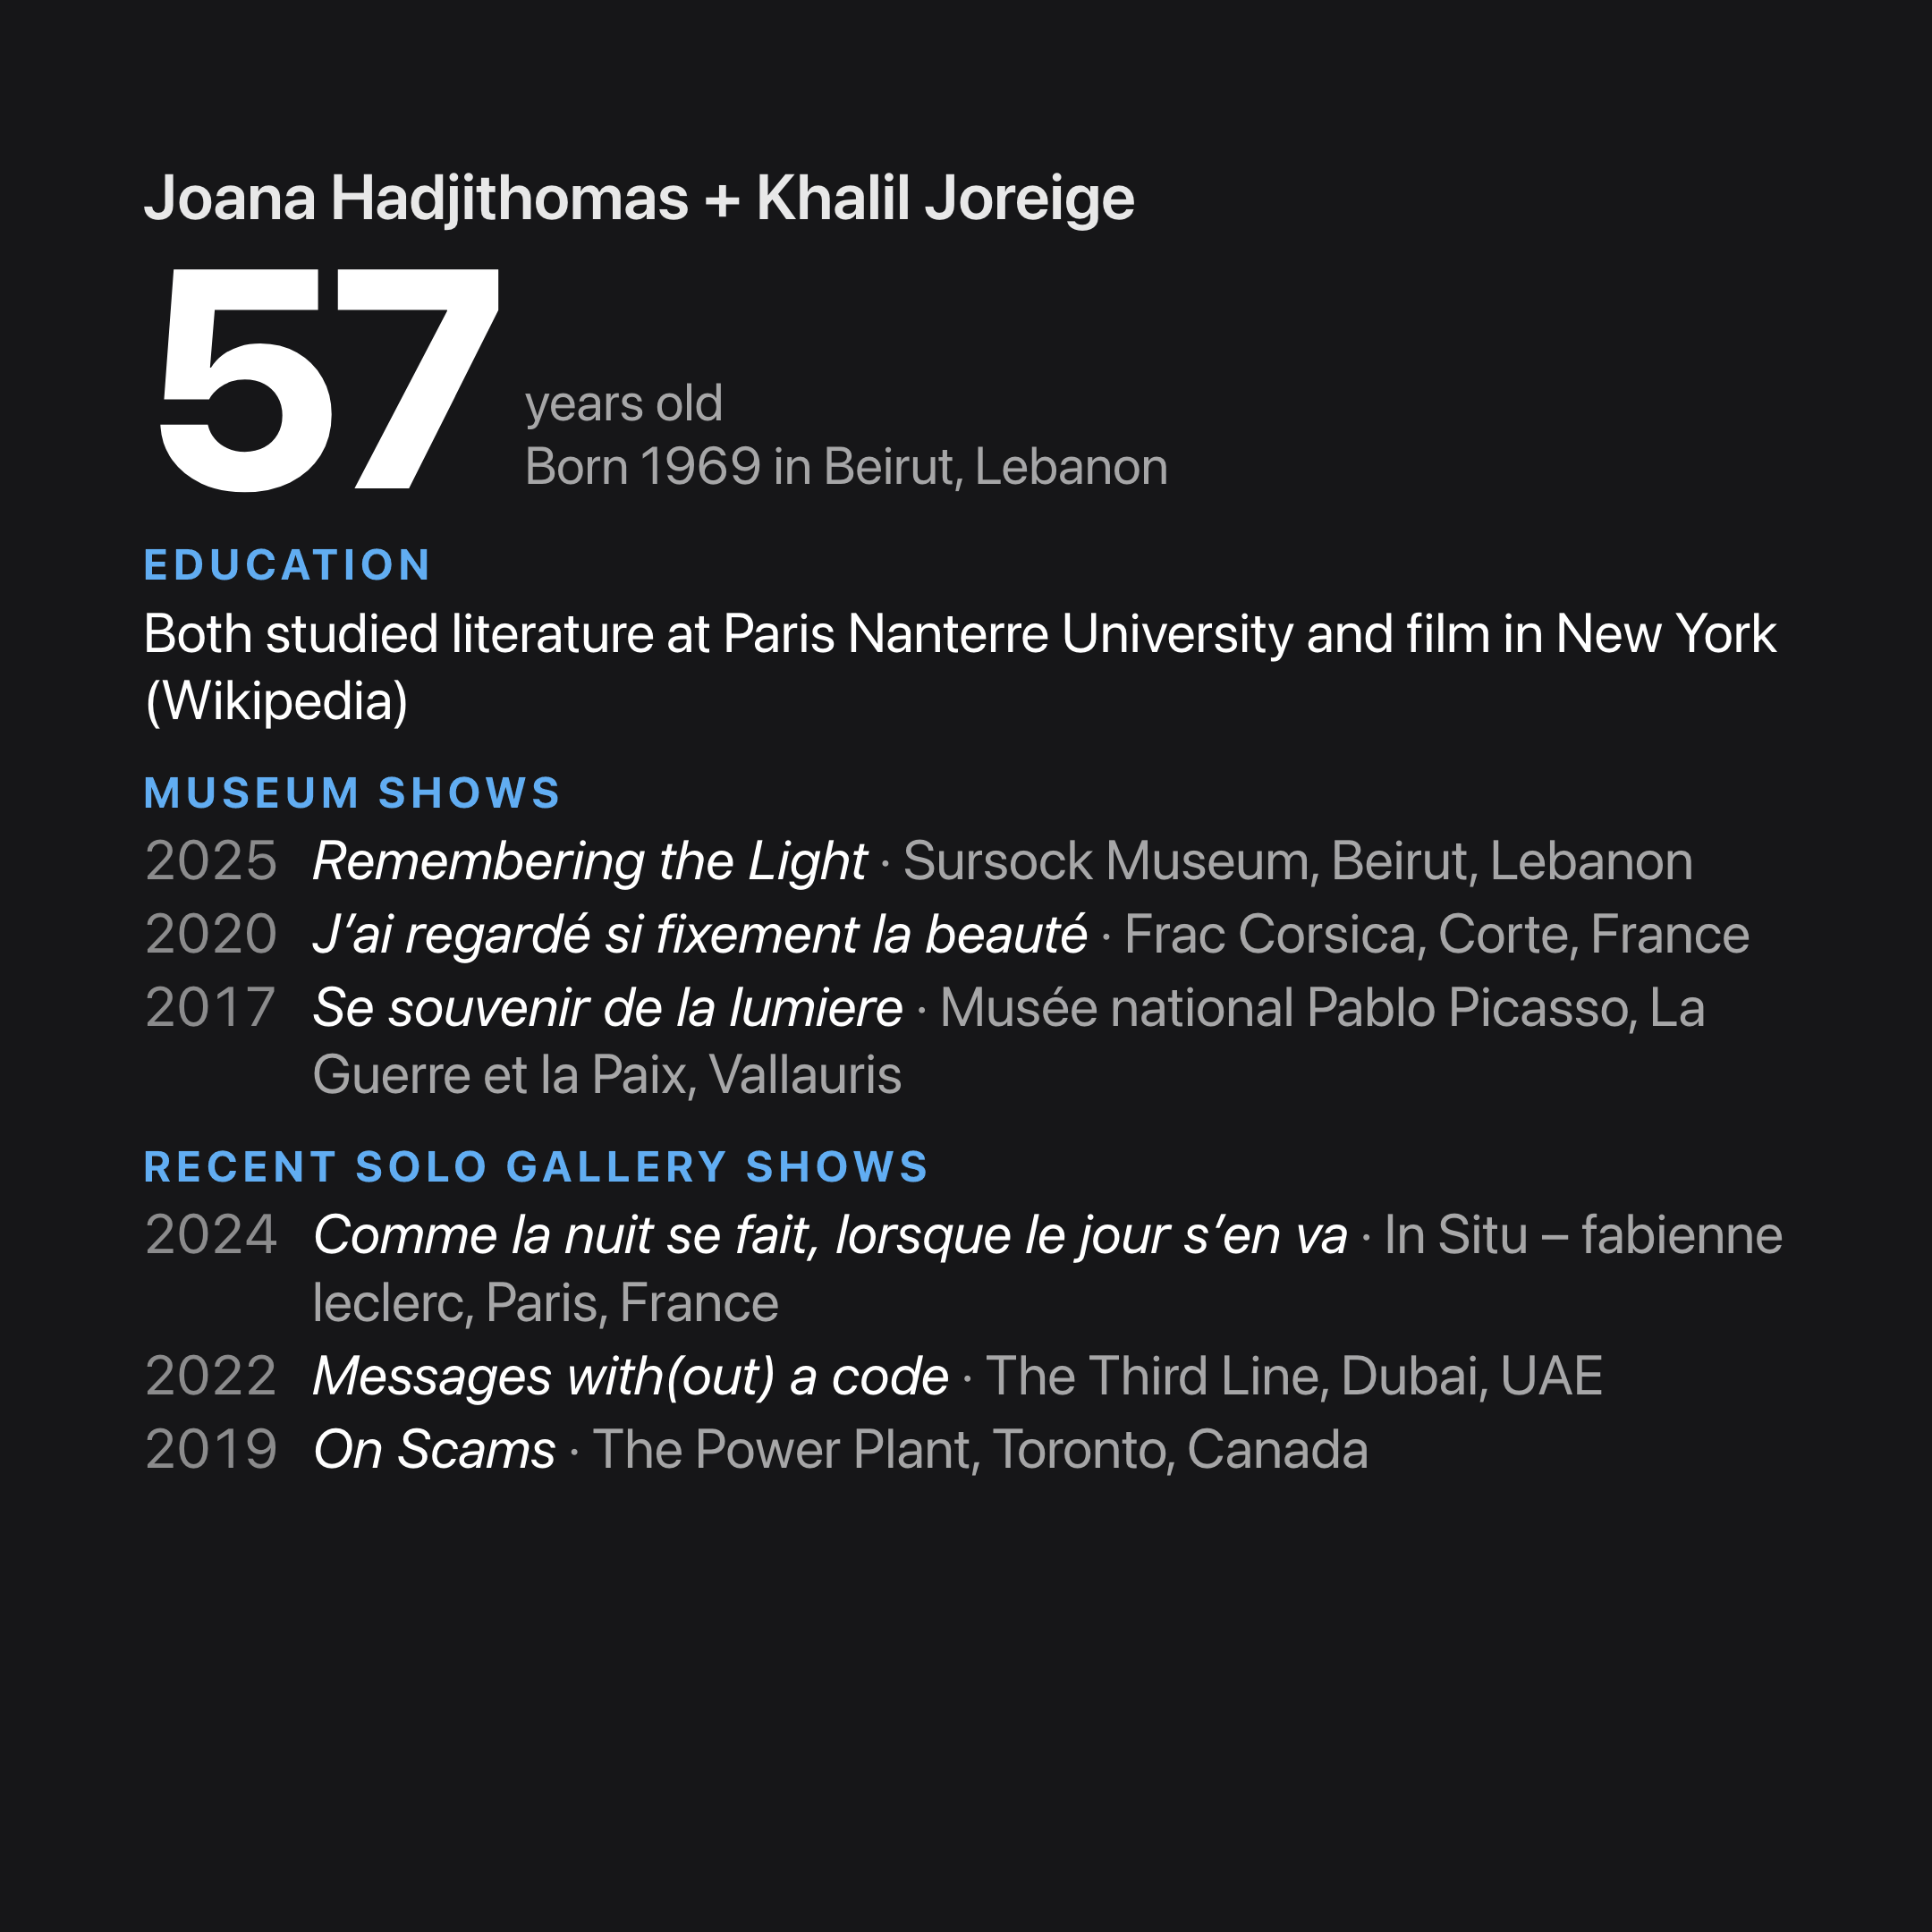 Joana Hadjithomas + Khalil Joreige
57
years old
Born 1969 in Beirut, Lebanon
EDUCATION
Both studied literature at Paris Nanterre University and film in New York
(Wikipedia)
MUSEUM SHOWS
2025 Remembering the Light · Sursock Museum, Beirut, Lebanon
2020 J’ai regardé si fixement la beauté · Frac Corsica, Corte, France
2017 Se souvenir de la lumiere · Musée national Pablo Picasso, La
Guerre et la Paix, Vallauris
RECENT SOLO GALLERY SHOWS
2024 Comme la nuit se fait, lorsque le jour s’en va · In Situ – fabienne
leclerc, Paris, France
2022 Messages with(out) a code · The Third Line, Dubai, UAE
2019 On Scams · The Power Plant, Toronto, Canada